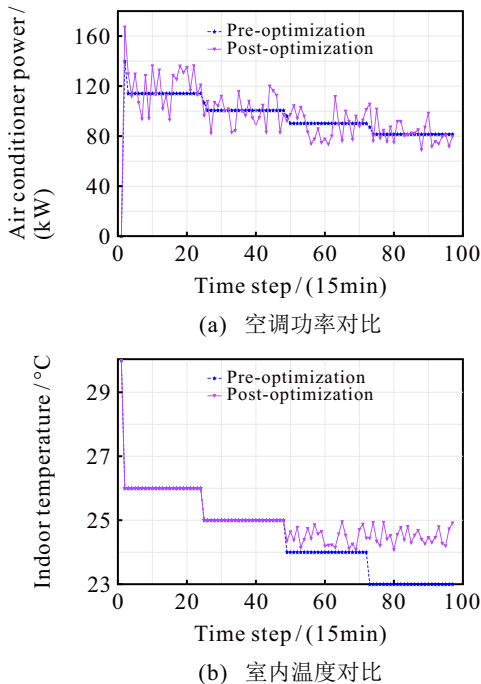 Air conditioner power /
(kW)
160
120
80
40
0
Pre-optimization
Post-optimization
0 20 40 60 80 100
Time step / (15min)
(a) 空调功率对比
Indoor temperature / °C
29
27
25
23
Pre-optimization
Post-optimization
0 20 40 60 80 100
Time step / (15min)
(b) 室内温度对比